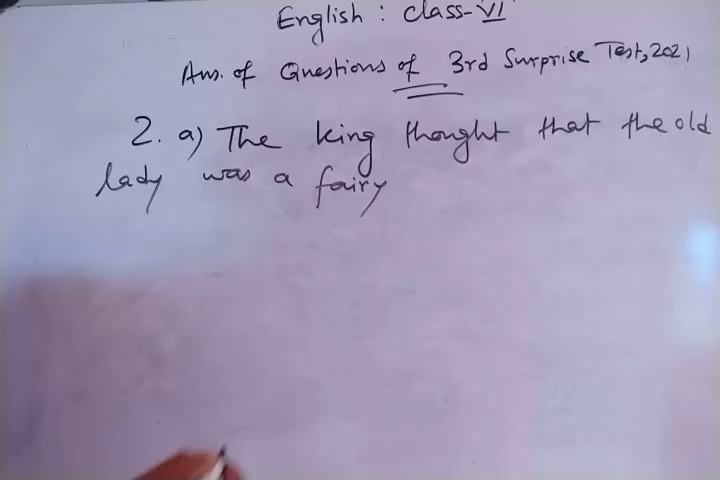 English : Class-VI
Ans. of Questions of 3rd Surprise Test, 2021
2. a) The king thought that the old
lady was a fairy